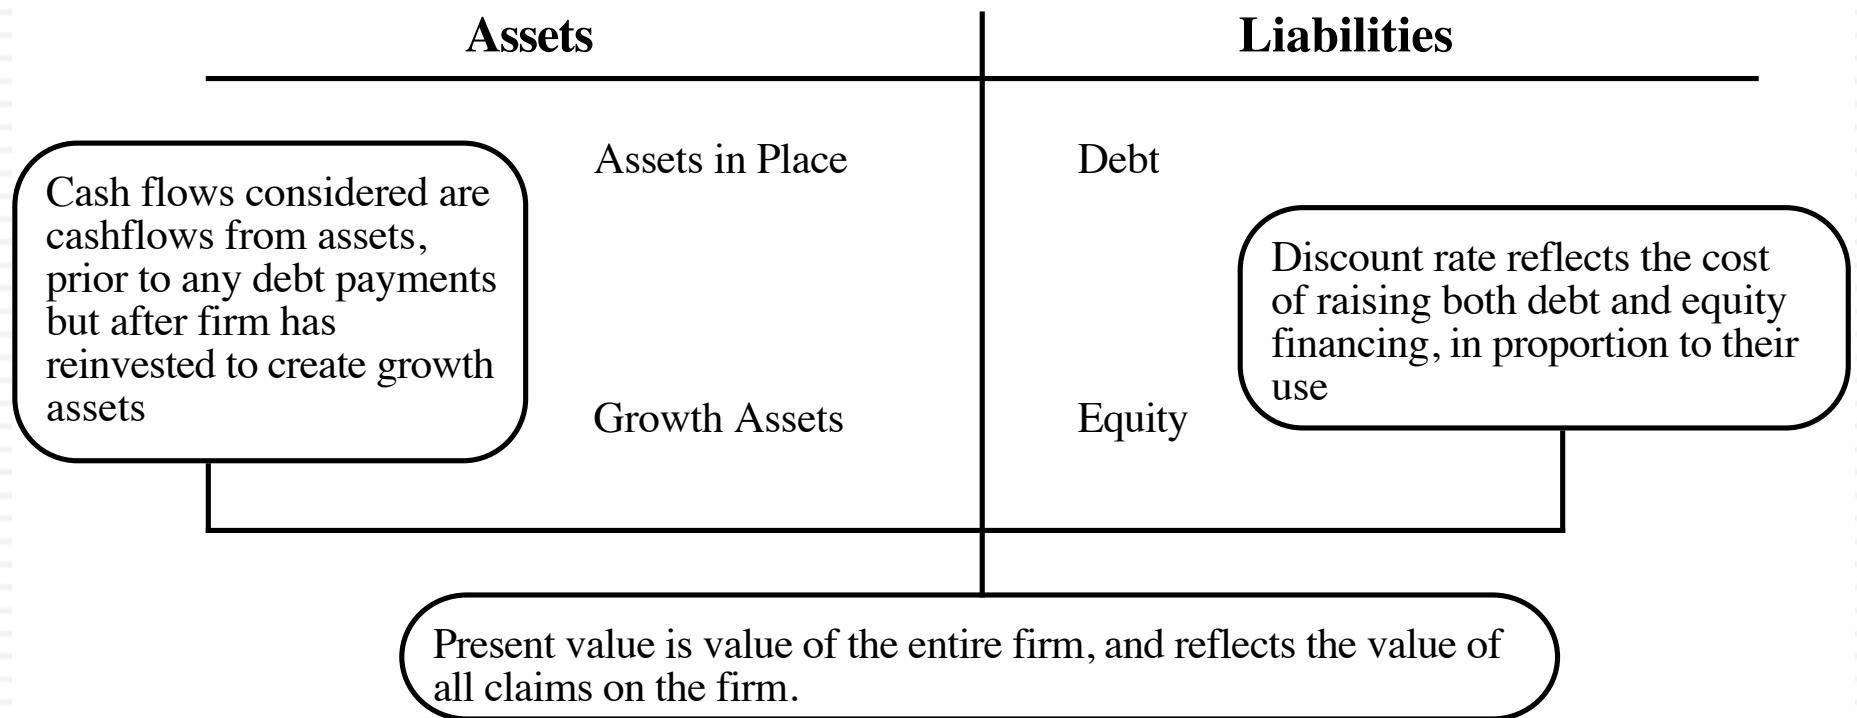 Assets
Liabilities
Assets in Place
Debt
Cash flows considered are
cashflows from assets,
prior to any debt payments
but after firm has
reinvested to create growth
assets
Discount rate reflects the cost
of raising both debt and equity
financing, in proportion to their
use
Growth Assets
Equity
Present value is value of the entire firm, and reflects the value of
all claims on the firm.